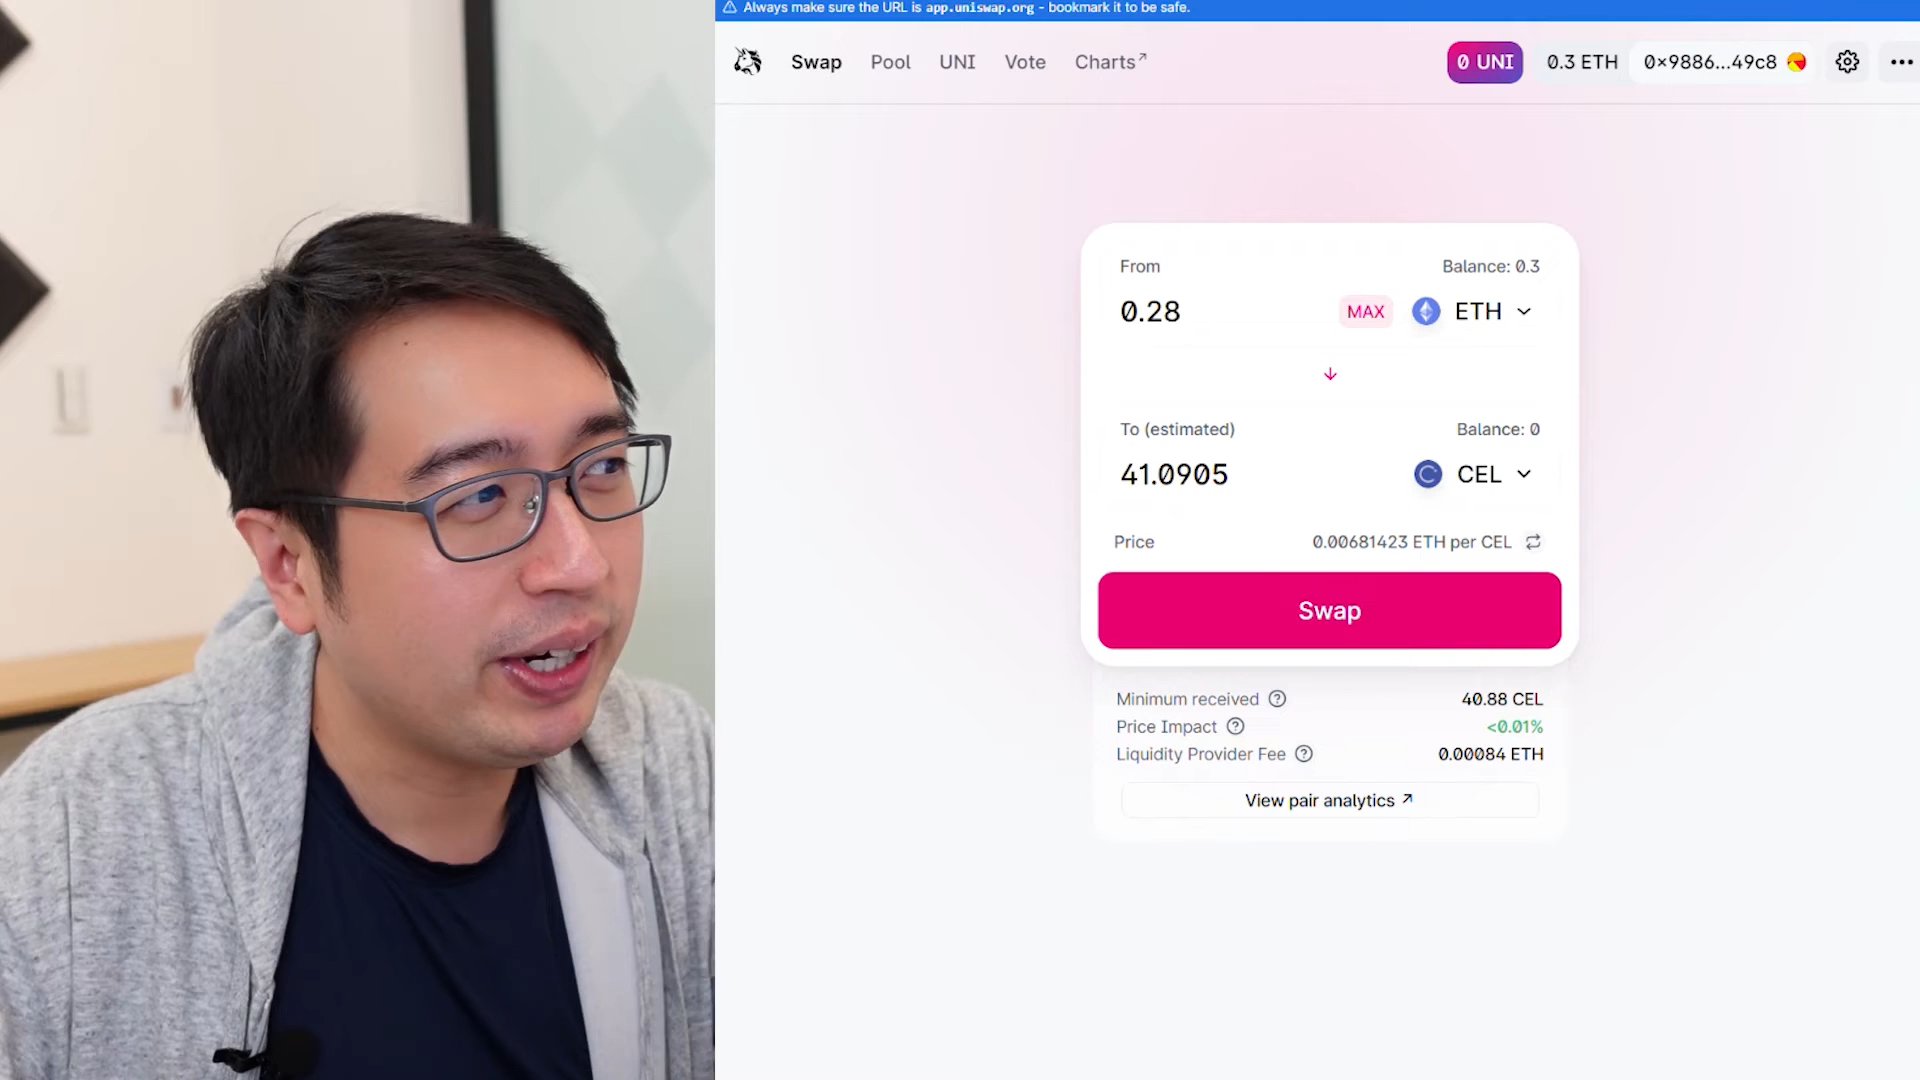 Always make sure the URL is app.uniswap.org - bookmark it to be safe.
Swap Pool UNI Vote Charts↗ 0 UNI 0.3 ETH 0x9886...49c8
From Balance: 0.3
0.28 MAX ETH
To (estimated) Balance: 0
41.0905 CEL
Price 0.00681423 ETH per CEL
Swap
Minimum received 40.88 CEL
Price Impact <0.01%
Liquidity Provider Fee 0.00084 ETH
View pair analytics ↗